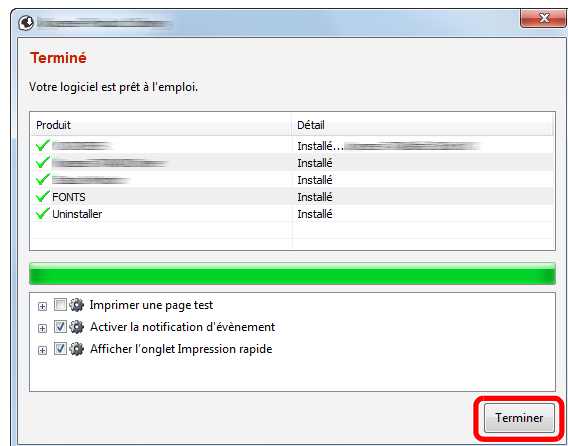 Terminé
Votre logiciel est prêt à l'emploi.
Produit Détail
Installé...
Installé
Installé
FONTS Installé
Uninstaller Installé
Imprimer une page test
Activer la notification d'évènement
Afficher l'onglet Impression rapide
Terminer